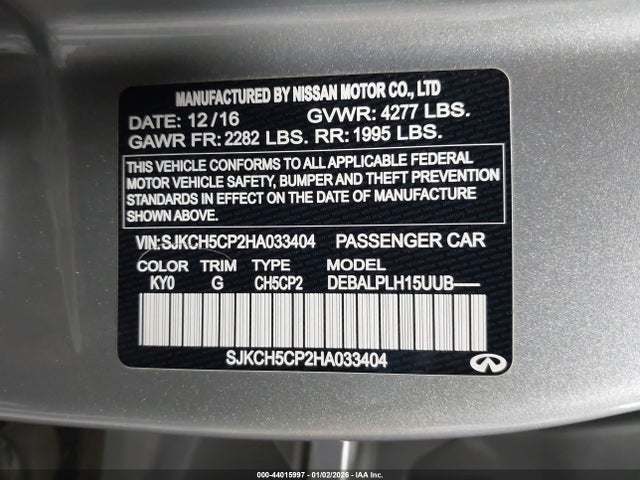 MANUFACTURED BY NISSAN MOTOR CO., LTD
DATE: 12/16 GVWR: 4277 LBS.
GAWR FR: 2282 LBS. RR: 1995 LBS.
THIS VEHICLE CONFORMS TO ALL APPLICABLE FEDERAL
MOTOR VEHICLE SAFETY, BUMPER AND THEFT PREVENTION
STANDARDS IN EFFECT ON THE DATE OF MANUFACTURE
SHOWN ABOVE.
VIN: SJKCH5CP2HA033404 PASSENGER CAR
COLOR TRIM TYPE MODEL
KY0 G CH5CP2 DEBALPLH15UUB——
SJKCH5CP2HA033404
000-44015997 | 01/02/2026 | IAA Inc.